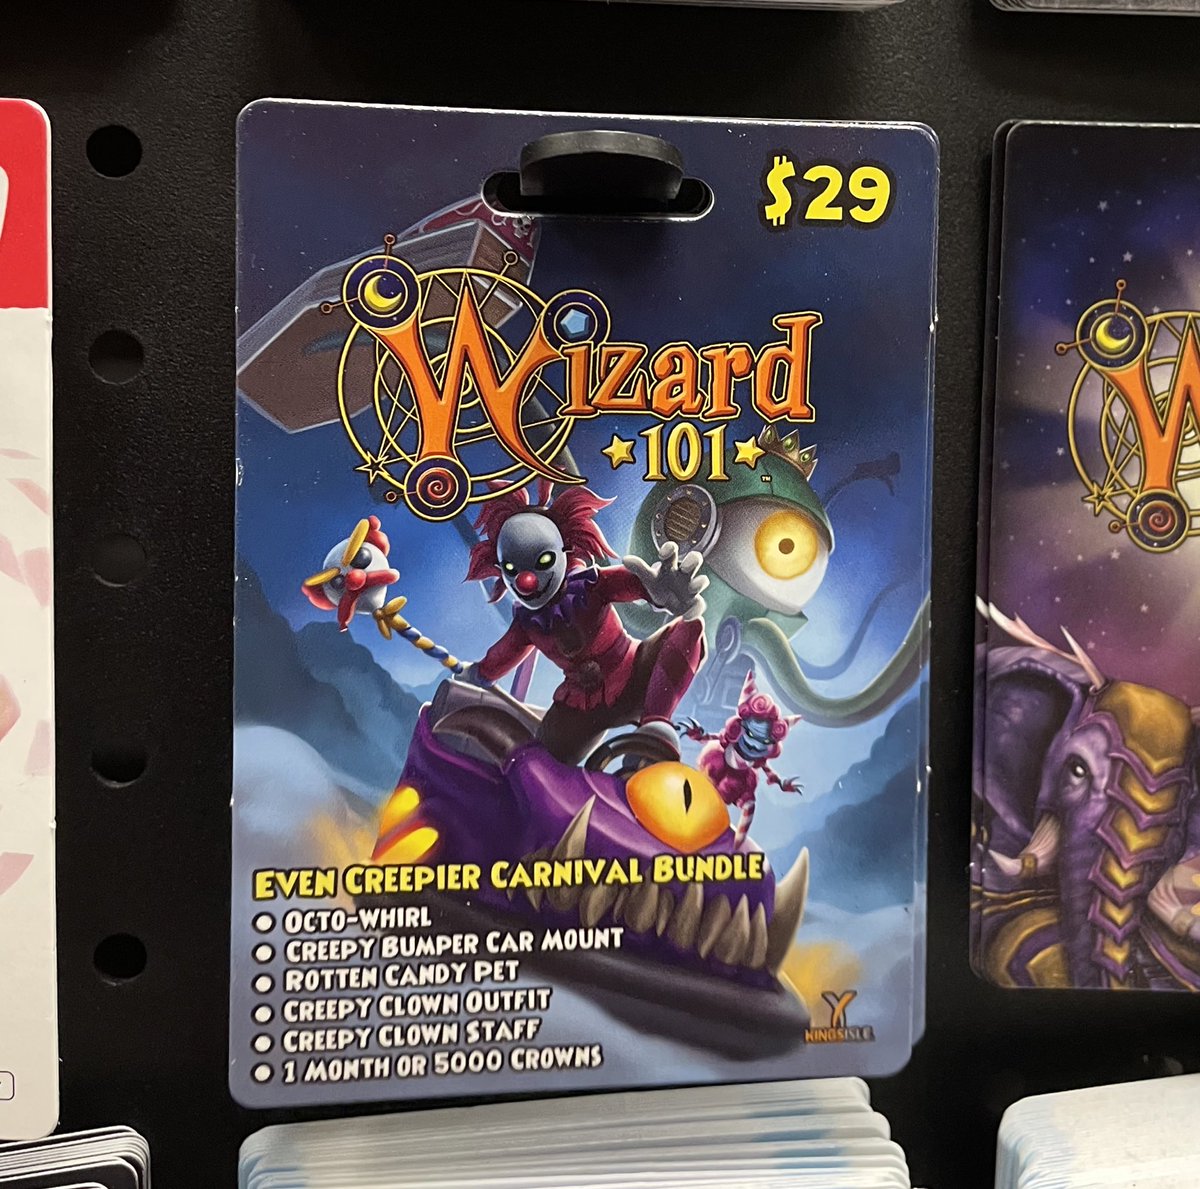 $29
Wizard
101
™
EVEN CREEPIER CARNIVAL BUNDLE
● OCTO-WHIRL
● CREEPY BUMPER CAR MOUNT
● ROTTEN CANDY PET
● CREEPY CLOWN OUTFIT
● CREEPY CLOWN STAFF
● 1 MONTH OR 5000 CROWNS
KINGSISLE
W